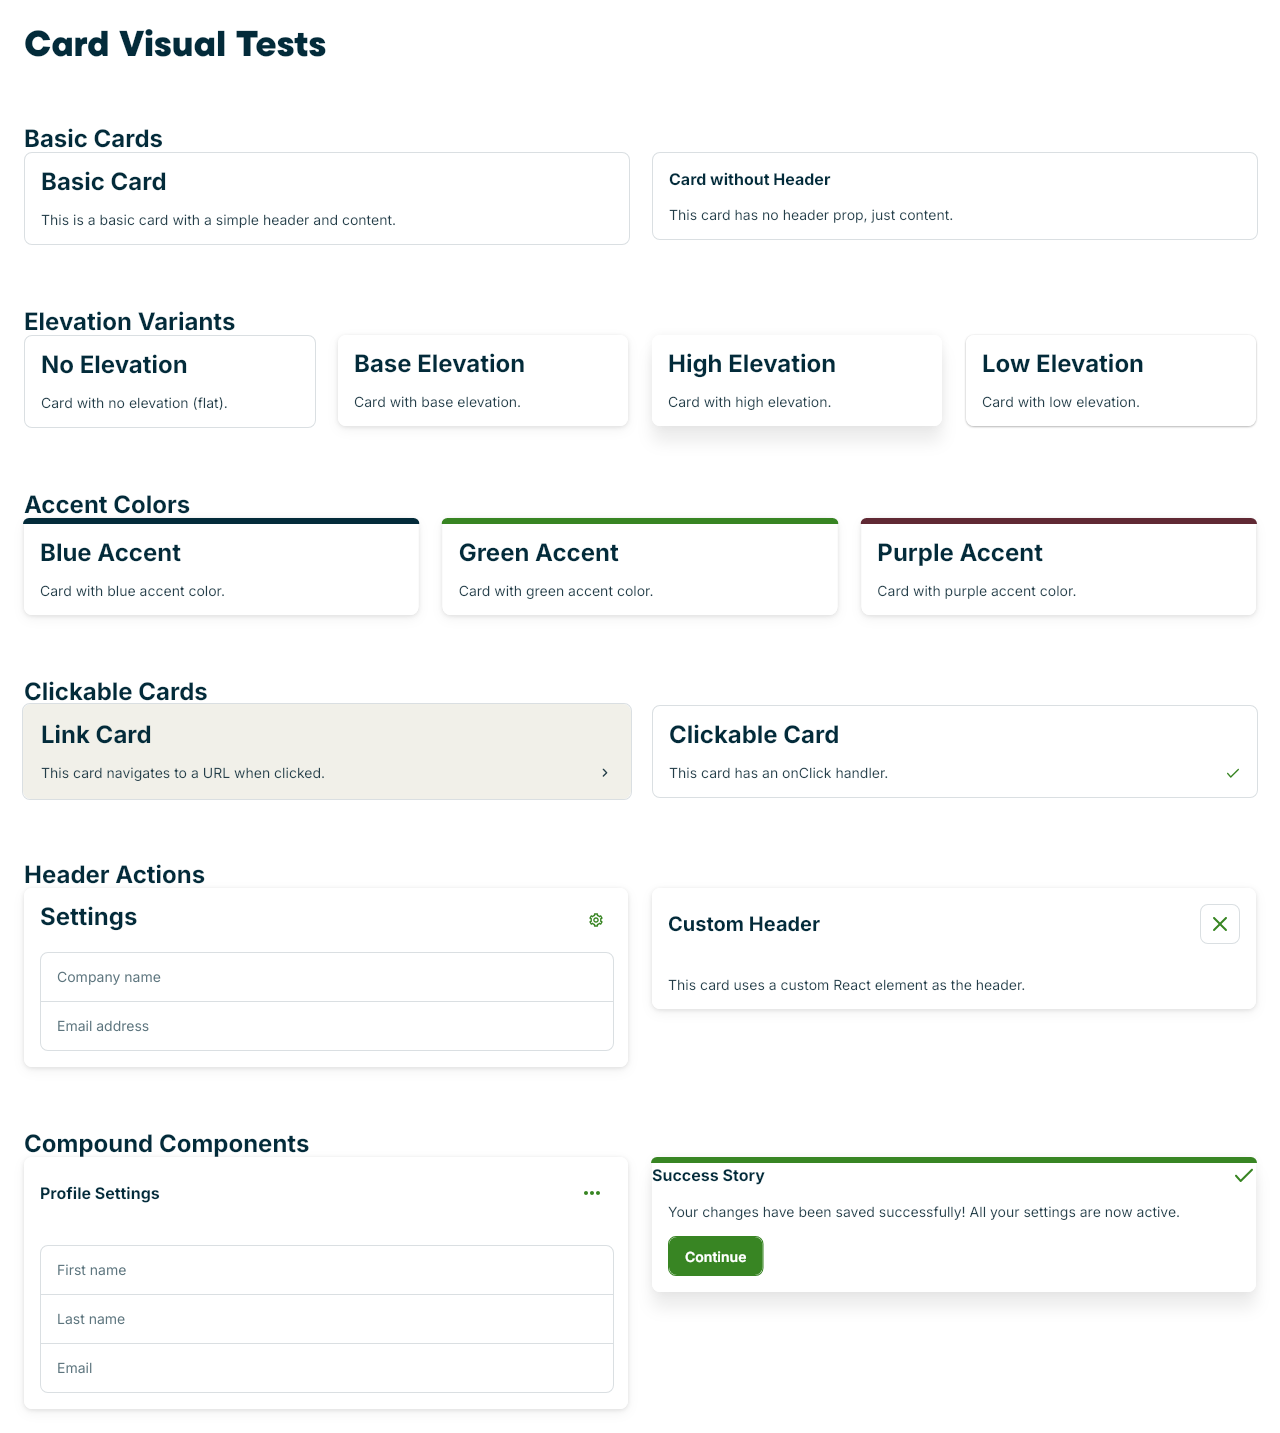 Card Visual Tests
Basic Cards
Basic Card
This is a basic card with a simple header and content.
Card without Header
This card has no header prop, just content.
Elevation Variants
No Elevation
Card with no elevation (flat).
Base Elevation
Card with base elevation.
High Elevation
Card with high elevation.
Low Elevation
Card with low elevation.
Accent Colors
Blue Accent
Card with blue accent color.
Green Accent
Card with green accent color.
Purple Accent
Card with purple accent color.
Clickable Cards
Link Card
This card navigates to a URL when clicked.
Clickable Card
This card has an onClick handler.
Header Actions
Settings
Company name
Email address
Custom Header
This card uses a custom React element as the header.
Compound Components
Profile Settings
First name
Last name
Email
Success Story
Your changes have been saved successfully! All your settings are now active.
Continue